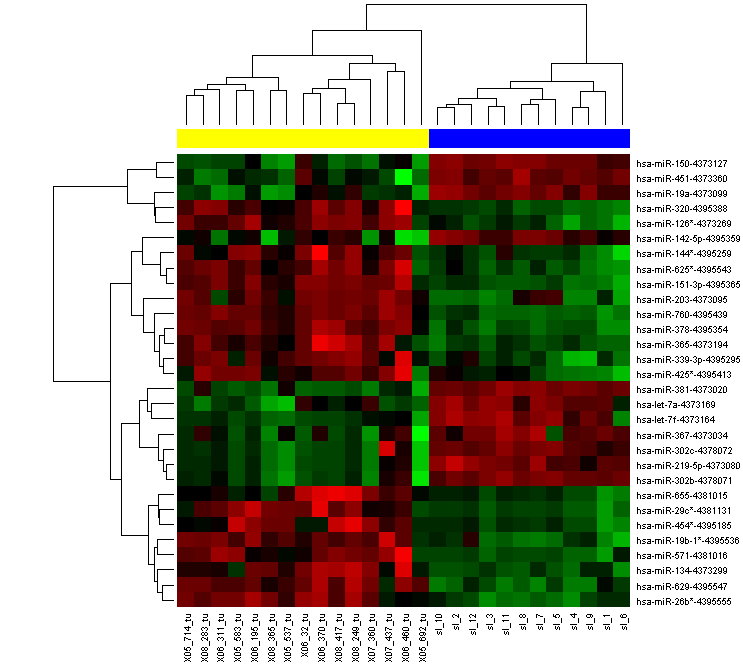 hsa-miR-150-4373127
hsa-miR-451-4373360
hsa-miR-19a-4373099
hsa-miR-320-4395388
hsa-miR-126*-4373269
hsa-miR-142-5p-4395359
hsa-miR-144*-4395259
hsa-miR-625*-4395543
hsa-miR-151-3p-4395365
hsa-miR-203-4373095
hsa-miR-760-4395439
hsa-miR-378-4395354
hsa-miR-365-4373194
hsa-miR-339-3p-4395295
hsa-miR-425*-4395413
hsa-miR-381-4373020
hsa-let-7a-4373169
hsa-let-7f-4373164
hsa-miR-367-4373034
hsa-miR-302c-4378072
hsa-miR-219-5p-4373080
hsa-miR-302b-4378071
hsa-miR-655-4381015
hsa-miR-29c*-4381131
hsa-miR-454*-4395185
hsa-miR-19b-1*-4395536
hsa-miR-571-4381016
hsa-miR-134-4373299
hsa-miR-629-4395547
hsa-miR-26b*-4395555
X05_714_tu
X08_283_tu
X06_311_tu
X05_583_tu
X06_195_tu
X08_365_tu
X05_537_tu
X06_32_tu
X06_370_tu
X08_417_tu
X08_249_tu
X07_360_tu
X07_437_tu
X06_460_tu
X05_692_tu
sl_10
sl_2
sl_12
sl_3
sl_11
sl_8
sl_7
sl_5
sl_4
sl_9
sl_1
sl_6